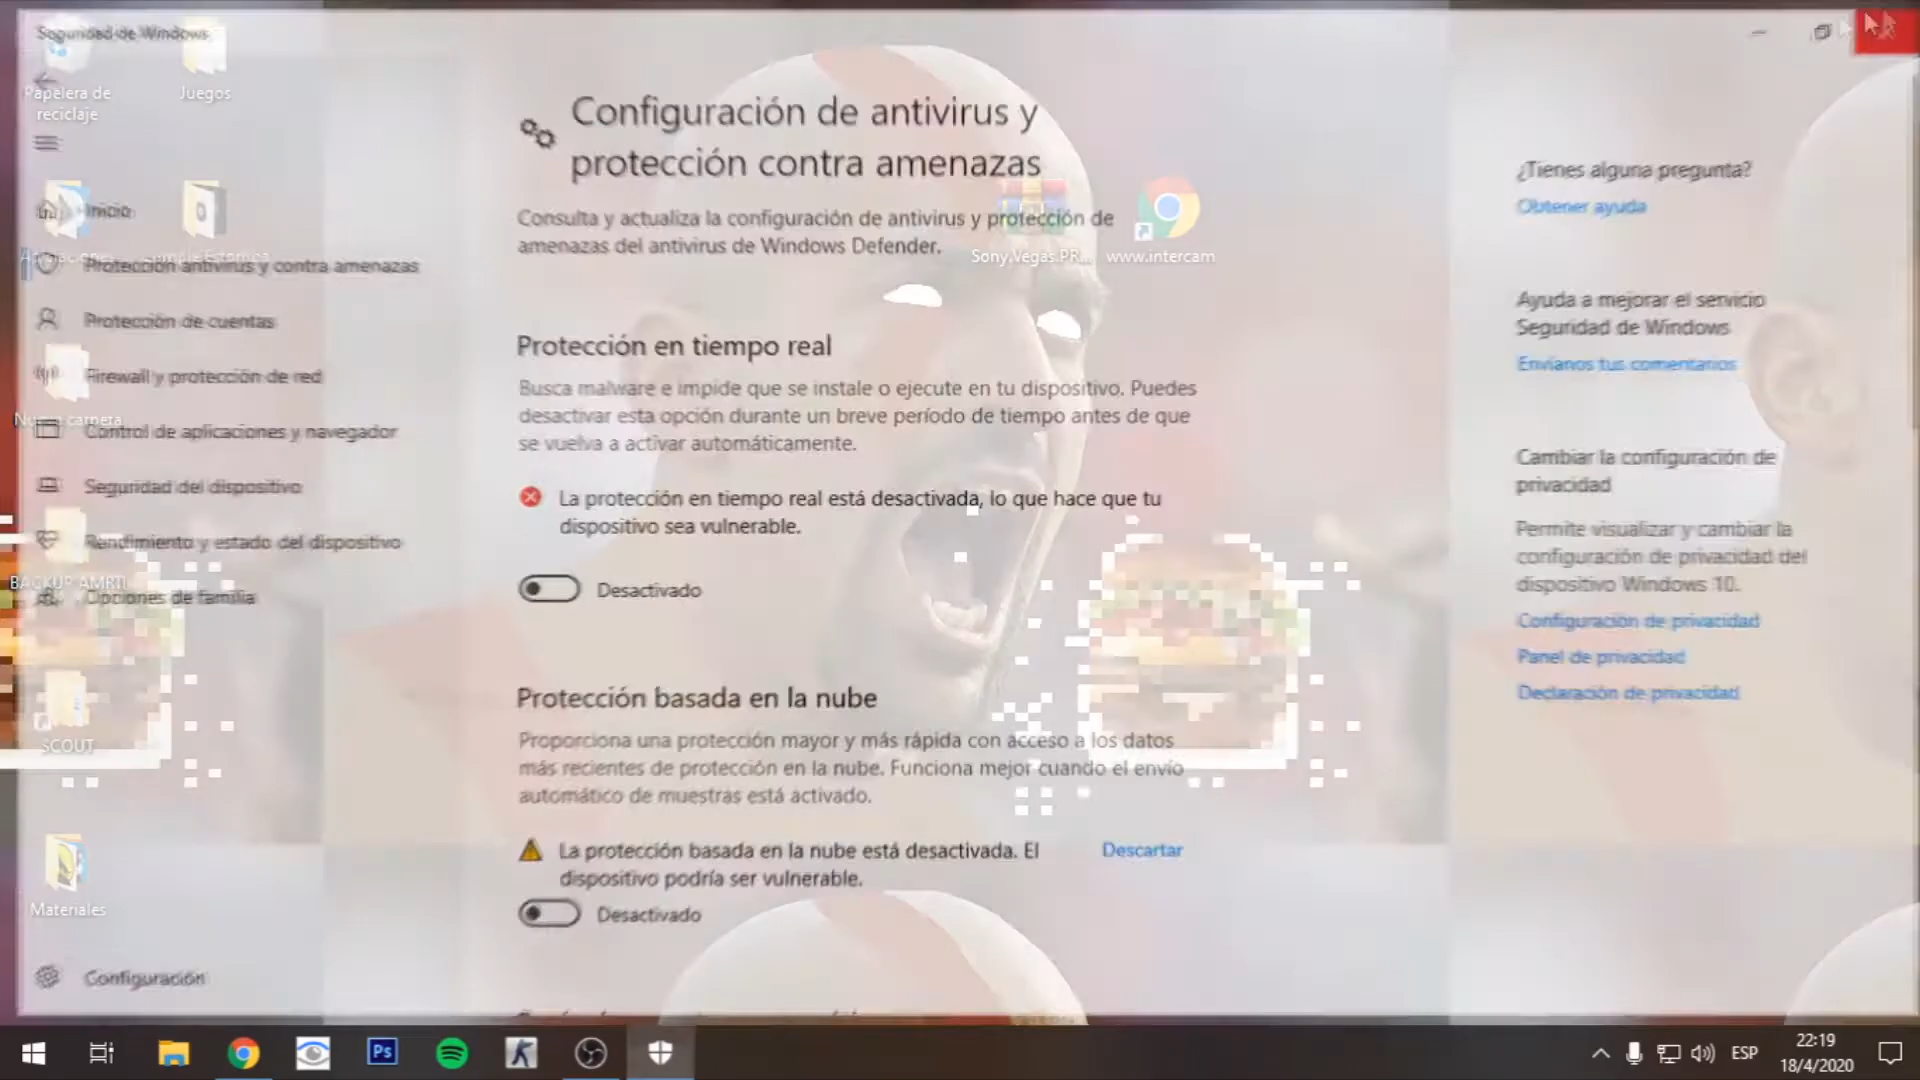 Seguridad de Windows
Papelera de
reciclaje
Juegos
Configuración de antivirus y
protección contra amenazas
Consulta y actualiza la configuración de antivirus y protección de
amenazas del antivirus de Windows Defender.
Sony.Vegas.PR...
www.intercam
Inicio
Protección antivirus y contra amenazas
Protección de cuentas
Firewall y protección de red
Nueva carpeta
Control de aplicaciones y navegador
Seguridad del dispositivo
Rendimiento y estado del dispositivo
Opciones de familia
SCOUT
Materiales
Configuración
Protección en tiempo real
Busca malware e impide que se instale o ejecute en tu dispositivo. Puedes
desactivar esta opción durante un breve período de tiempo antes de que
se vuelva a activar automáticamente.
La protección en tiempo real está desactivada, lo que hace que tu
dispositivo sea vulnerable.
Desactivado
Protección basada en la nube
Proporciona una protección mayor y más rápida con acceso a los datos
más recientes de protección en la nube. Funciona mejor cuando el envío
automático de muestras está activado.
La protección basada en la nube está desactivada. El
dispositivo podría ser vulnerable.
Descartar
Desactivado
¿Tienes alguna pregunta?
Obtener ayuda
Ayuda a mejorar el servicio
Seguridad de Windows
Envíanos tus comentarios
Cambiar la configuración de
privacidad
Permite visualizar y cambiar la
configuración de privacidad del
dispositivo Windows 10.
Configuración de privacidad
Panel de privacidad
Declaración de privacidad
Ps
ESP
22:19
18/4/2020